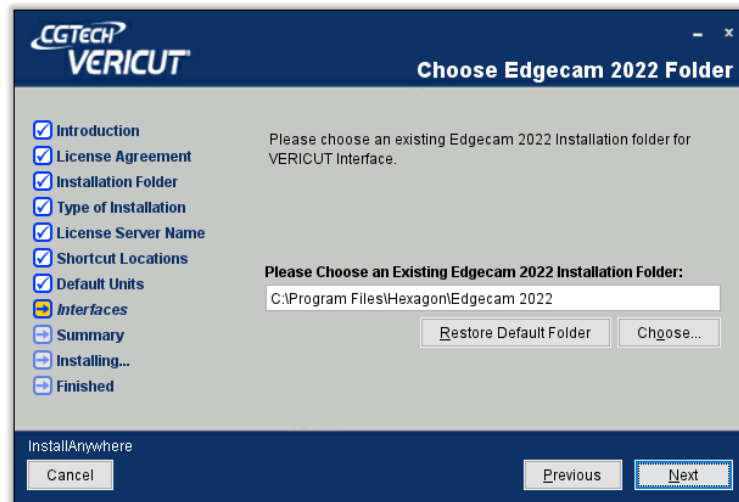 CGTECH
VERICUT
Choose Edgecam 2022 Folder
Introduction
License Agreement
Installation Folder
Type of Installation
License Server Name
Shortcut Locations
Default Units
Interfaces
Summary
Installing...
Finished
Please choose an existing Edgecam 2022 Installation folder for
VERICUT Interface.
Please Choose an Existing Edgecam 2022 Installation Folder:
C:\Program Files\Hexagon\Edgecam 2022
Restore Default Folder
Choose...
InstallAnywhere
Cancel
Previous
Next